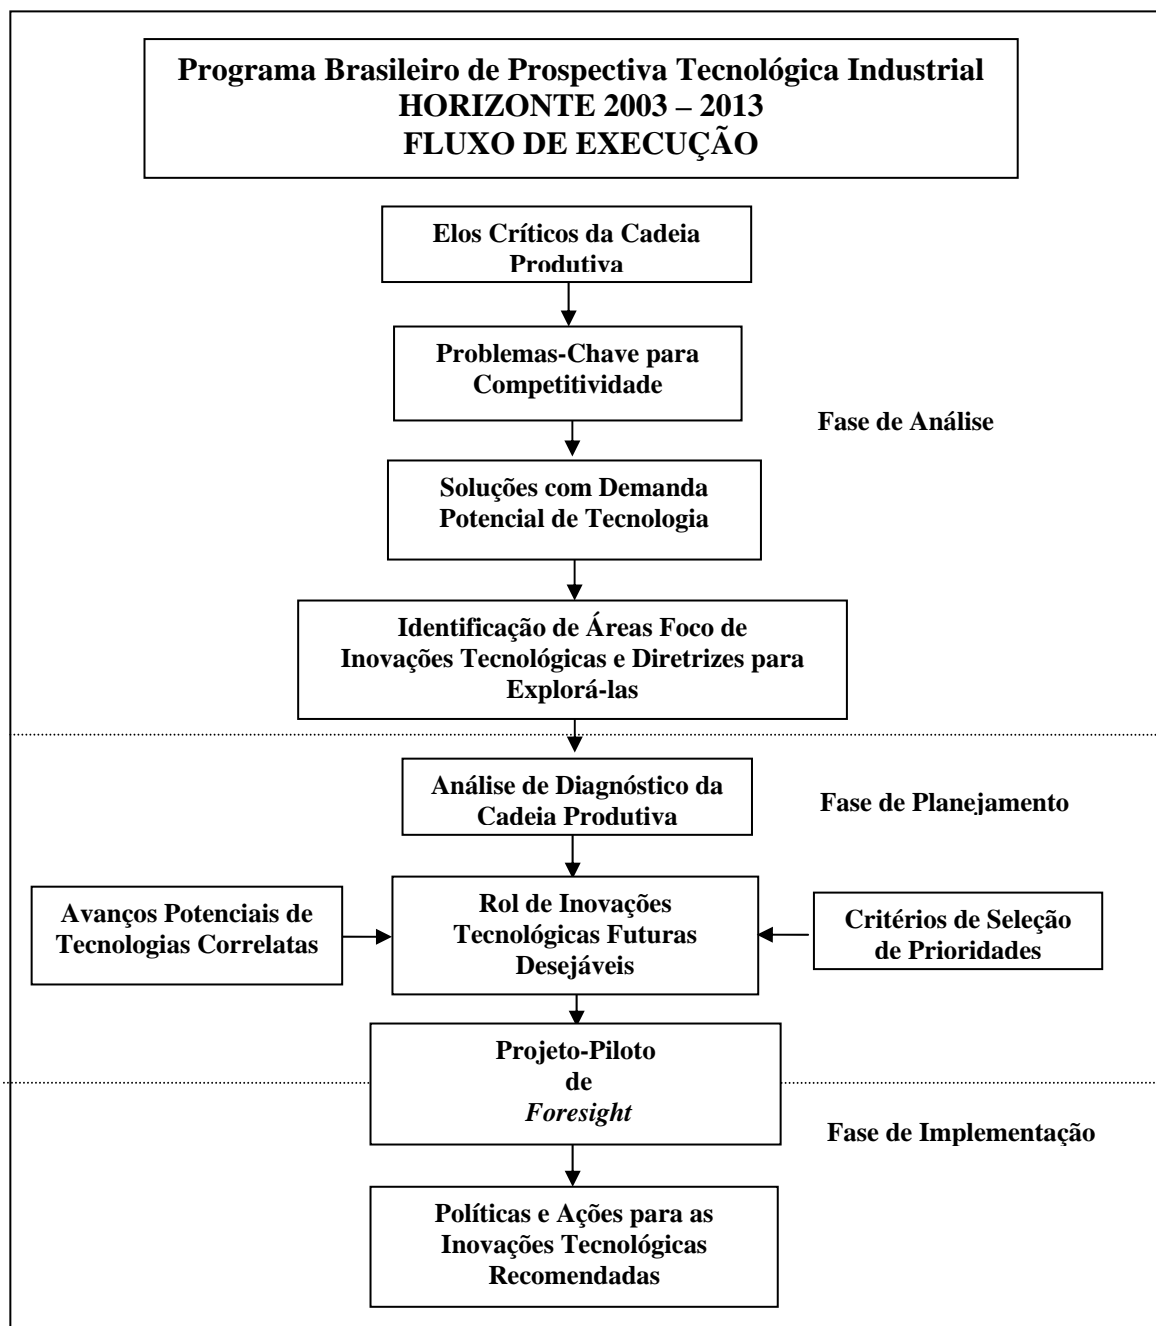 Programa Brasileiro de Prospectiva Tecnológica Industrial
HORIZONTE 2003 – 2013
FLUXO DE EXECUÇÃO
Elos Críticos da Cadeia
Produtiva
Problemas-Chave para
Competitividade
Fase de Análise
Soluções com Demanda
Potencial de Tecnologia
Identificação de Áreas Foco de
Inovações Tecnológicas e Diretrizes para
Explorá-las
Análise de Diagnóstico da
Cadeia Produtiva
Fase de Planejamento
Avanços Potenciais de
Tecnologias Correlatas
Rol de Inovações
Tecnológicas Futuras
Desejáveis
Critérios de Seleção
de Prioridades
Projeto-Piloto
de
Foresight
Fase de Implementação
Políticas e Ações para as
Inovações Tecnológicas
Recomendadas